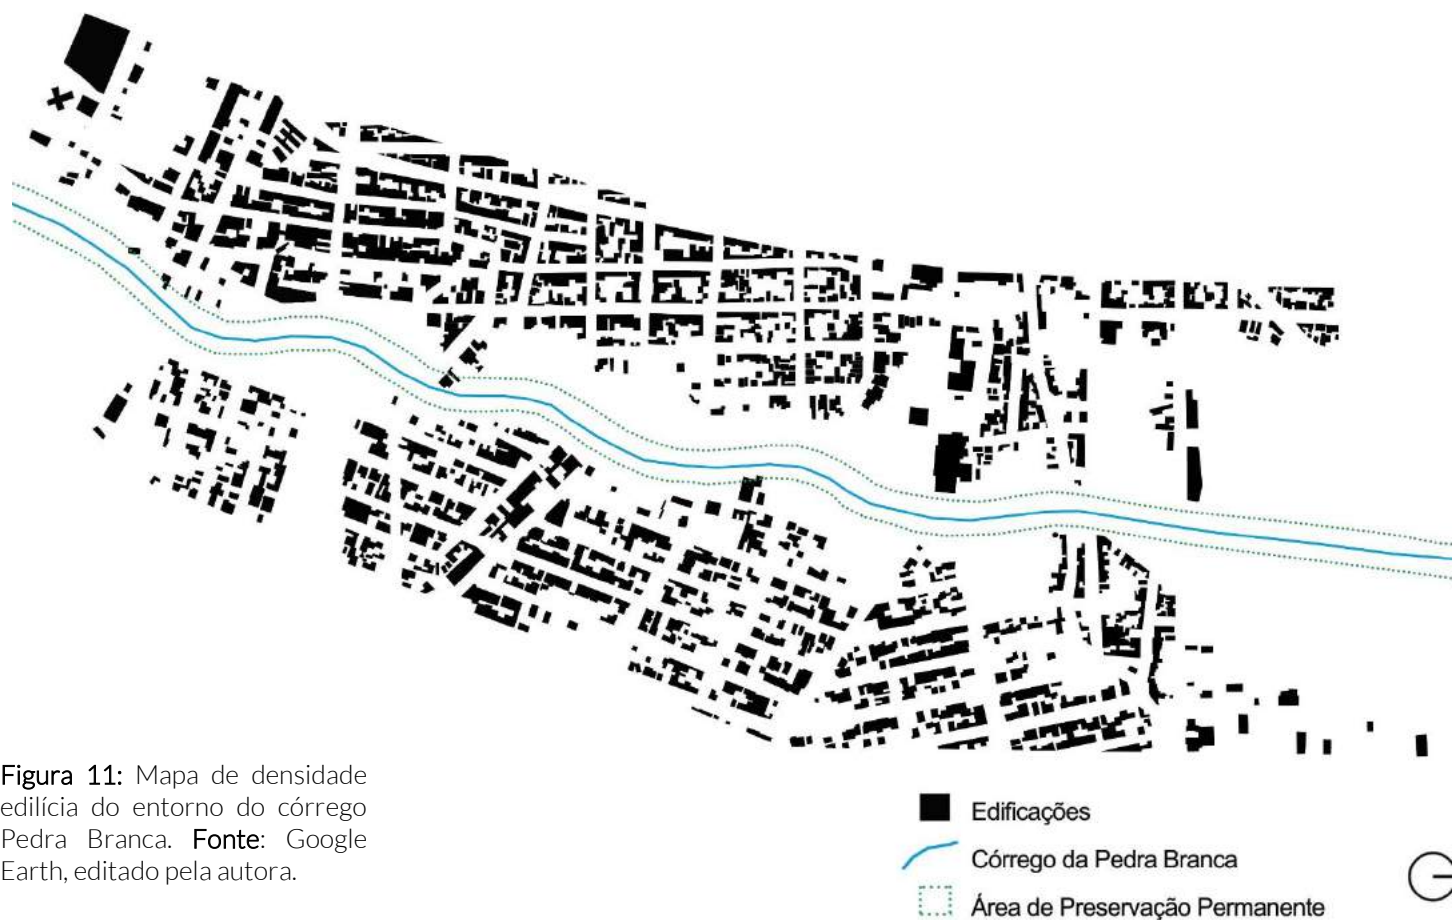 Figura 11: Mapa de densidade
edilícia do entorno do córrego
Pedra Branca. Fonte: Google
Earth, editado pela autora.
Edificações
Córrego da Pedra Branca
Área de Preservação Permanente